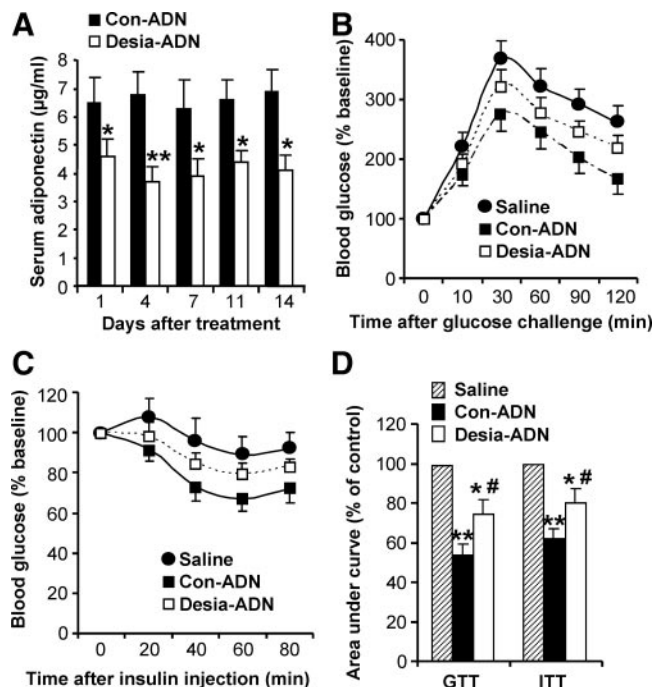 A
Con-ADN
Desia-ADN
Serum adiponectin (µg/ml)
8
7
6
5
4
3
2
1
0
* ** * * *
1 4 7 11 14
Days after treatment
B
Blood glucose (% baseline)
400
300
200
100
Saline
Con-ADN
Desia-ADN
0 10 30 60 90 120
Time after glucose challenge (min)
C
Blood glucose (% baseline)
120
100
80
60
40
20
0
Saline
Con-ADN
Desia-ADN
0 20 40 60 80
Time after insulin injection (min)
D
Saline
Con-ADN
Desia-ADN
Area under curve (% of control)
120
100
80
60
40
20
0
** * # ** * #
GTT ITT